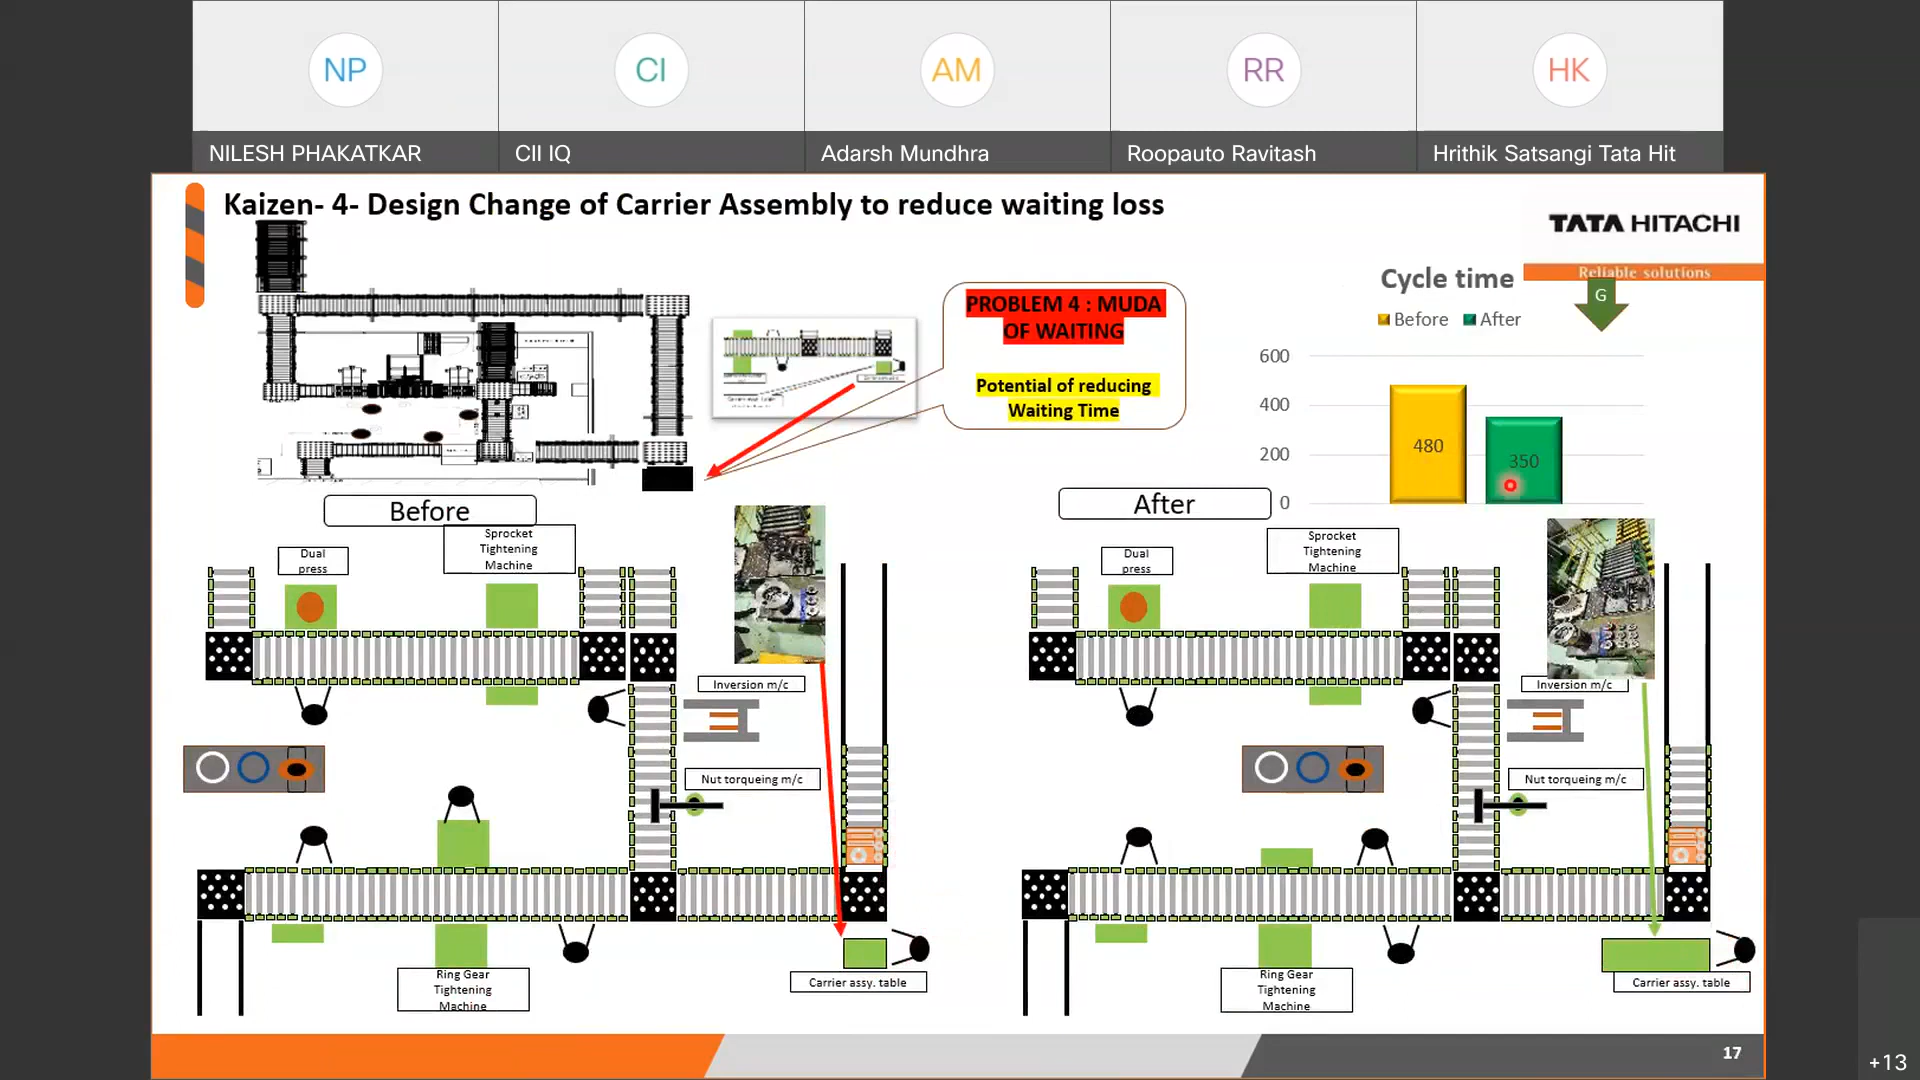 NP
CI
AM
RR
HK
NILESH PHAKATKAR
CII IQ
Adarsh Mundhra
Roopauto Ravitash
Hrithik Satsangi Tata Hit
Kaizen- 4- Design Change of Carrier Assembly to reduce waiting loss
TATA HITACHI
Reliable solutions
PROBLEM 4 : MUDA
OF WAITING
Potential of reducing
Waiting Time
Cycle time
G
Before After
600
400
200
0
480
350
Before
After
Dual
press
Sprocket
Tightening
Machine
Inversion m/c
Nut torqueing m/c
Ring Gear
Tightening
Machine
Carrier assy. table
Dual
press
Sprocket
Tightening
Machine
Inversion m/c
Nut torqueing m/c
Ring Gear
Tightening
Machine
Carrier assy. table
17
+13